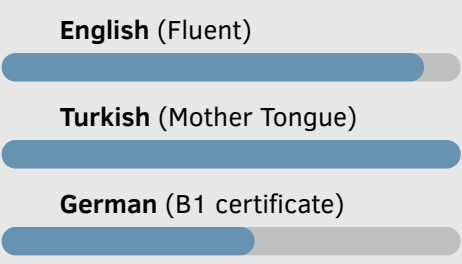 English (Fluent)
Turkish (Mother Tongue)
German (B1 certificate)